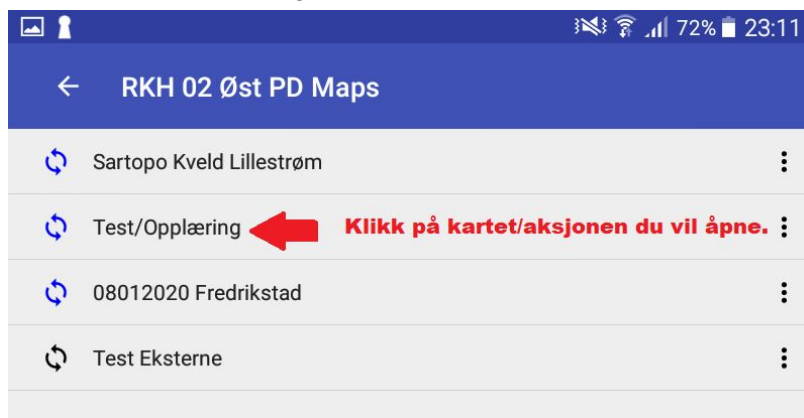 72% 23:11
RKH 02 Øst PD Maps
Sartopo Kveld Lillestrøm
Test/Opplæring Klikk på kartet/aksjonen du vil åpne.
08012020 Fredrikstad
Test Eksterne